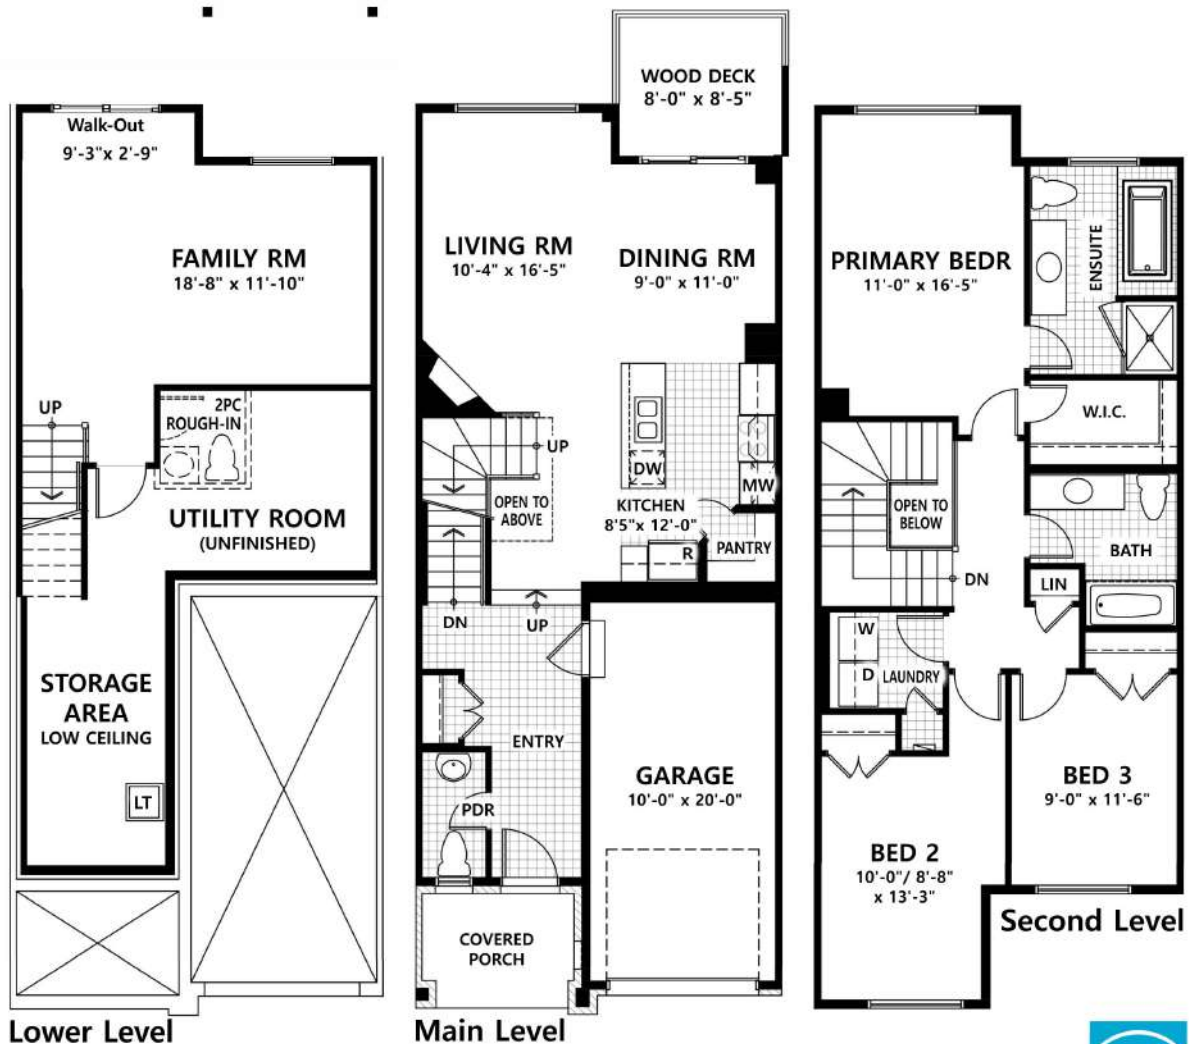 Walk-Out
9'-3"x 2'-9"
FAMILY RM
18'-8" x 11'-10"
UP
2PC
ROUGH-IN
UTILITY ROOM
(UNFINISHED)
STORAGE
AREA
LOW CEILING
LT
Lower Level
WOOD DECK
8'-0" x 8'-5"
LIVING RM
10'-4" x 16'-5"
DINING RM
9'-0" x 11'-0"
UP
OPEN TO
ABOVE
DW
MW
KITCHEN
8'5"x 12'-0"
R
PANTRY
DN
UP
ENTRY
PDR
GARAGE
10'-0" x 20'-0"
COVERED
PORCH
Main Level
PRIMARY BEDR
11'-0" x 16'-5"
ENSUITE
W.I.C.
OPEN TO
BELOW
BATH
DN
LIN
W
D
LAUNDRY
BED 3
9'-0" x 11'-6"
BED 2
10'-0"/ 8'-8"
x 13'-3"
Second Level